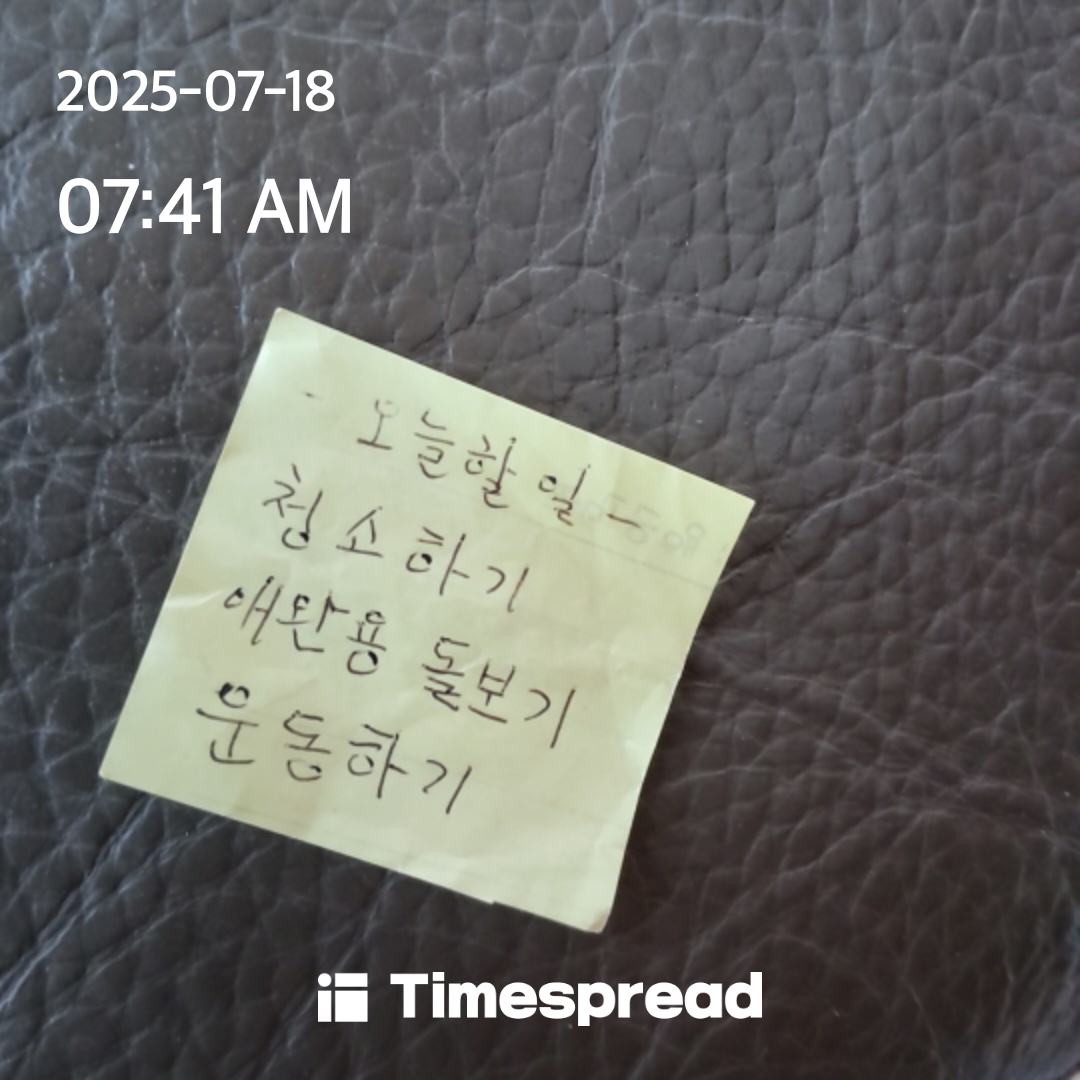 2025-07-18
07:41 AM
- 오늘할 일 -
청소하기
애완용 돌보기
운동하기
Timespread